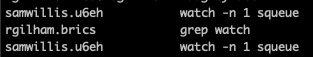 samwillis.u6eh watch -n 1 squeue
rgilham.brics grep watch
samwillis.u6eh watch -n 1 squeue